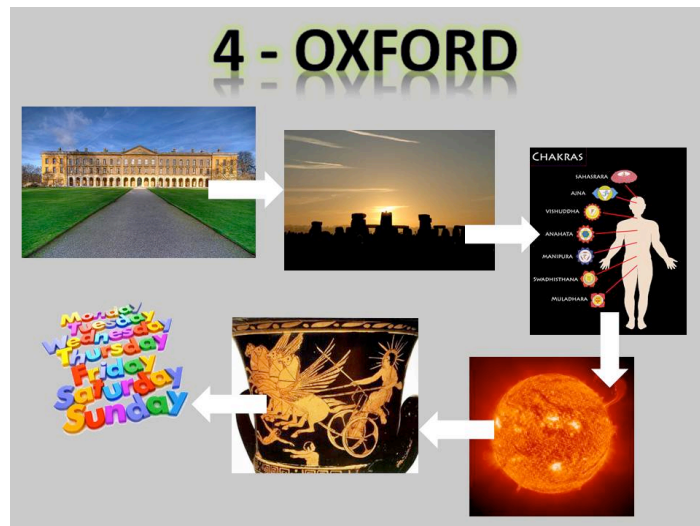 4 - OXFORD
CHAKRAS
SAHASRARA
AJNA
VISHUDDHA
ANAHATA
MANIPURA
SWADHISTHANA
MULADHARA
Monday
Tuesday
Wednesday
Thursday
Friday
Saturday
Sunday